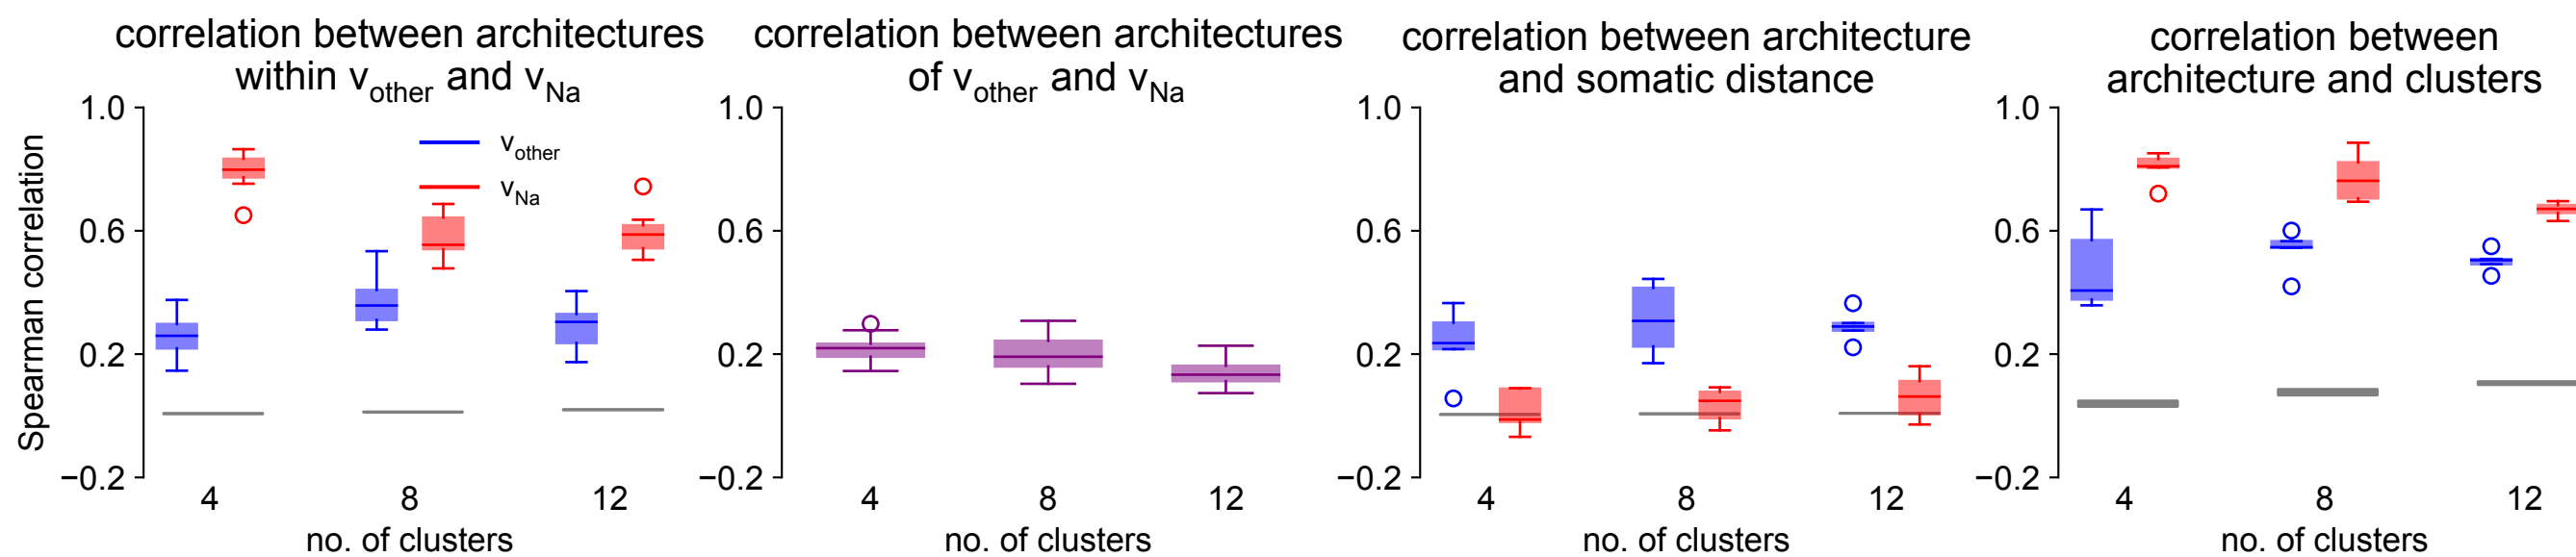 correlation between architectures
within v_other and v_Na
correlation between architectures
of v_other and v_Na
correlation between architecture
and somatic distance
correlation between
architecture and clusters
Spearman correlation
1.0
0.6
0.2
−0.2
v_other
v_Na
4
8
12
no. of clusters
1.0
0.6
0.2
−0.2
4
8
12
no. of clusters
1.0
0.6
0.2
−0.2
4
8
12
no. of clusters
1.0
0.6
0.2
−0.2
4
8
12
no. of clusters